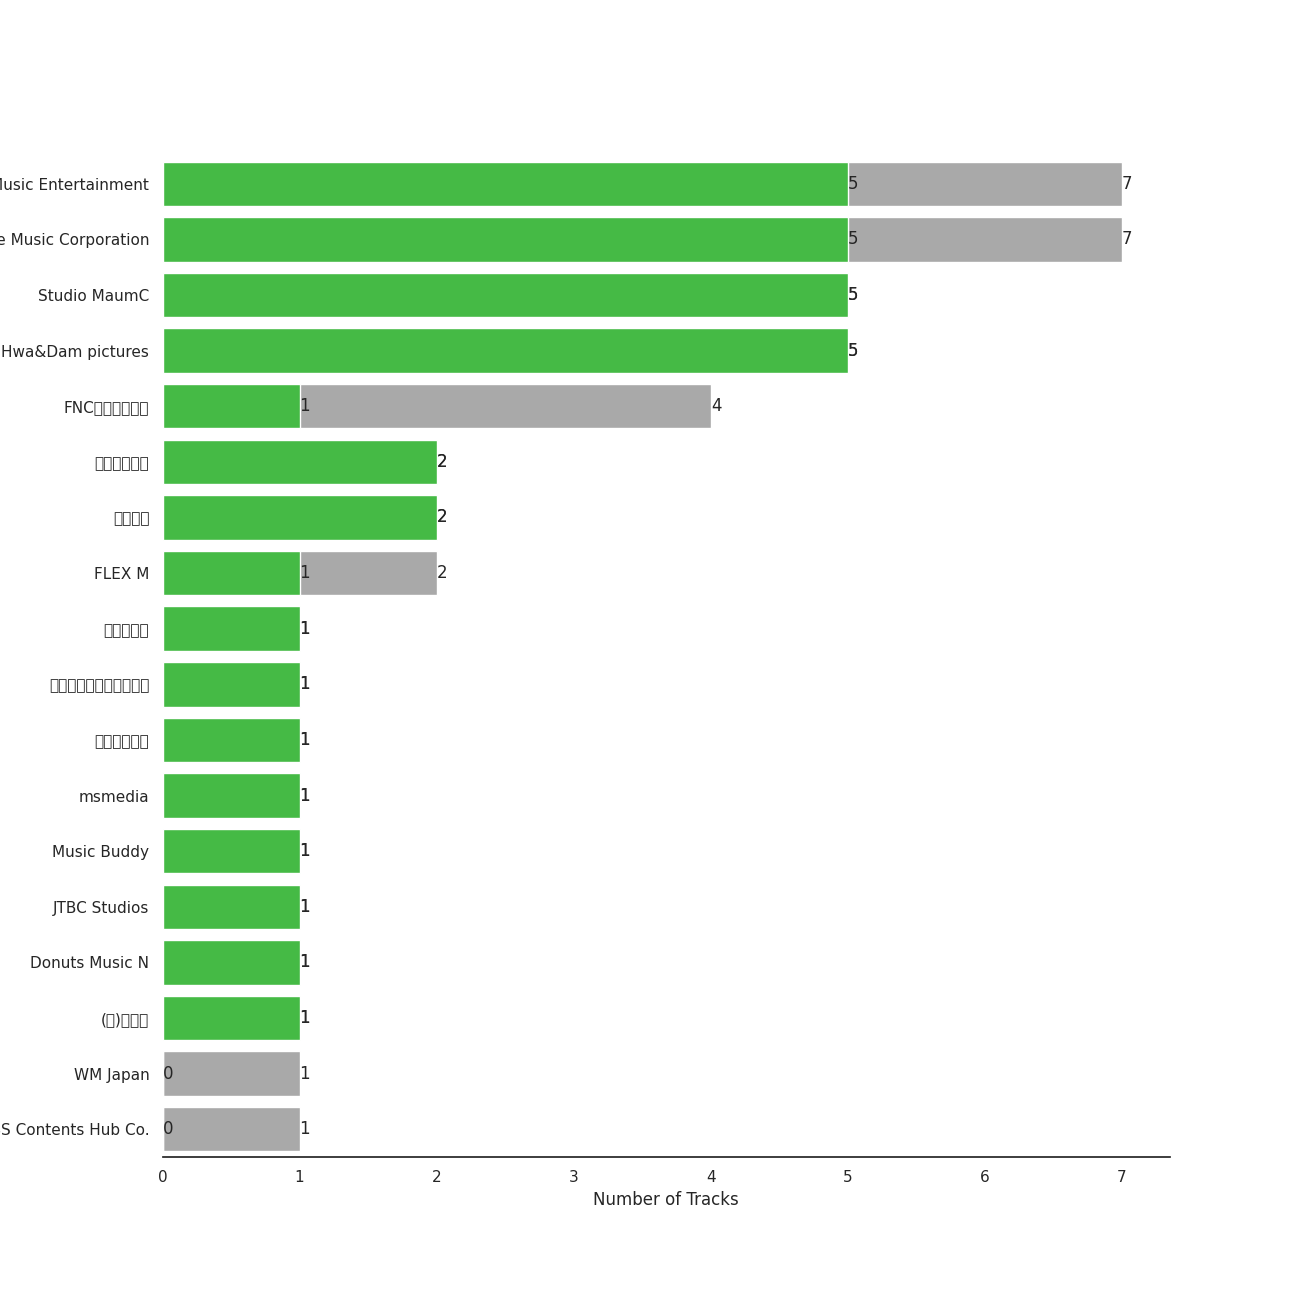 Music Entertainment 5 7
e Music Corporation 5 7
Studio MaumC 5
Hwa&Dam pictures 5
FNC 1 4
2
2
FLEX M 1 2
1
1
1
msmedia 1
Music Buddy 1
JTBC Studios 1
Donuts Music N 1
1
WM Japan 0 1
S Contents Hub Co. 0 1
0 1 2 3 4 5 6 7
Number of Tracks